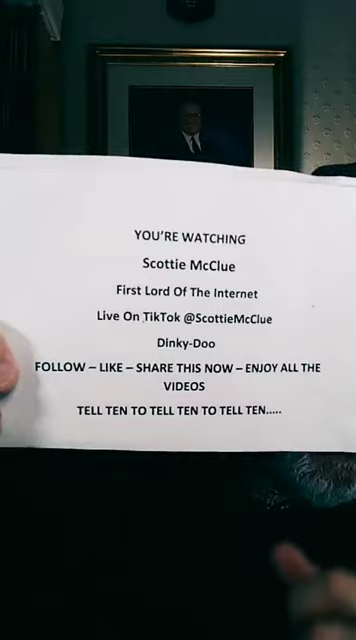 YOU'RE WATCHING
Scottie McClue
First Lord Of The Internet
Live On TikTok @ScottieMcClue
Dinky-Doo
FOLLOW – LIKE – SHARE THIS NOW – ENJOY ALL THE
VIDEOS
TELL TEN TO TELL TEN TO TELL TEN.....